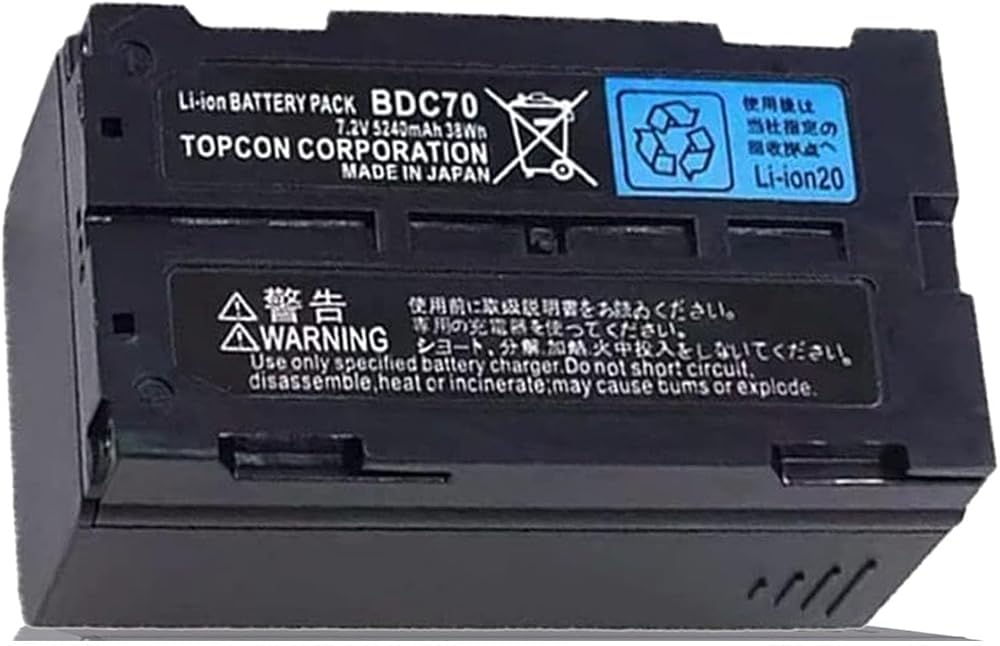 Li-ion BATTERY PACK BDC70
7.2V 5240mAh 38Wh
TOPCON CORPORATION
MADE IN JAPAN
使用後は
当社指定の
回収拠点へ
Li-ion20
警告
WARNING
使用前に取扱説明書をお読みください。
専用の充電器を使ってください。
ショート、分解、加熱、火中投入をしないてください。
Use only specified battery charger.Do not short circuit,
disassemble,heat or incinerate;may cause bums or explode.